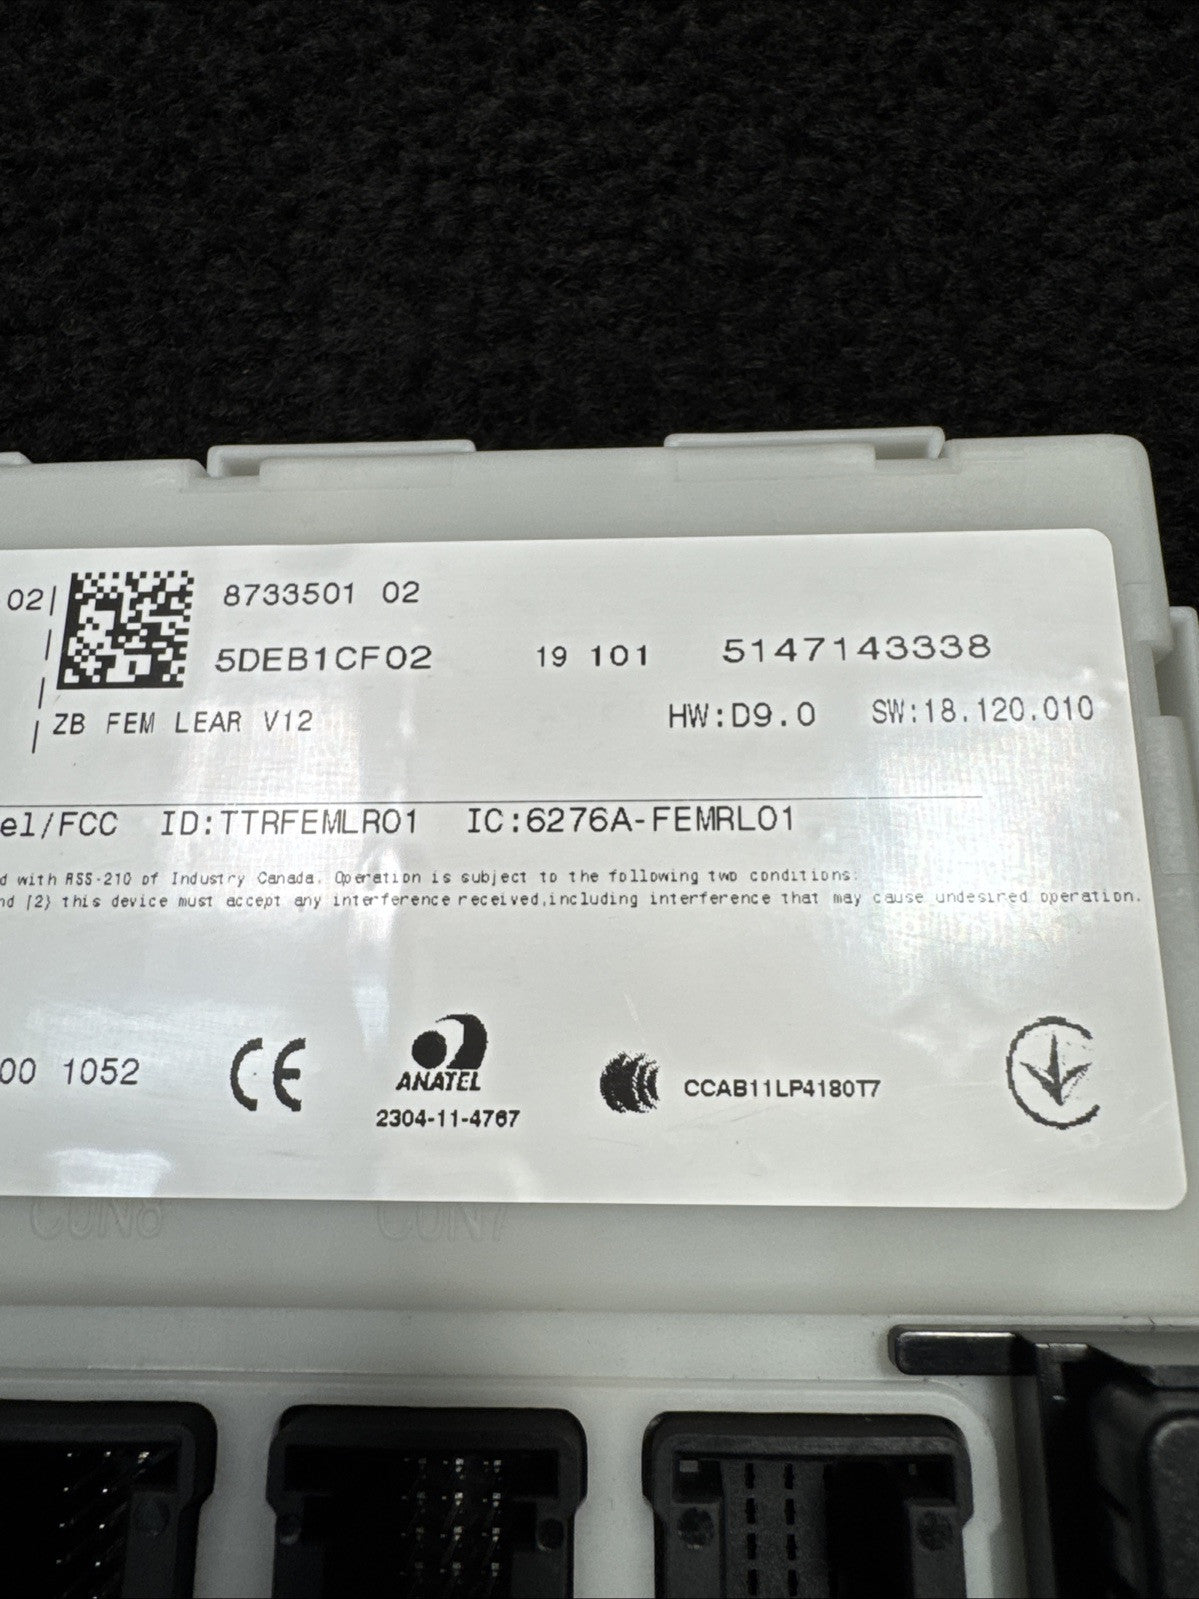 02| 8733501 02
5DEB1CF02 19 101 5147143338
ZB FEM LEAR V12 HW:D9.0 SW:18.120.010
el/FCC ID:TTRFEMLR01 IC:6276A-FEMRL01
d with RSS-210 of Industry Canada. Operation is subject to the following two conditions:
nd (2) this device must accept any interference received,including interference that may cause undesired operation.
00 1052 CE ANATEL CCAB11LP4180T7
2304-11-4767
CON6 CON7